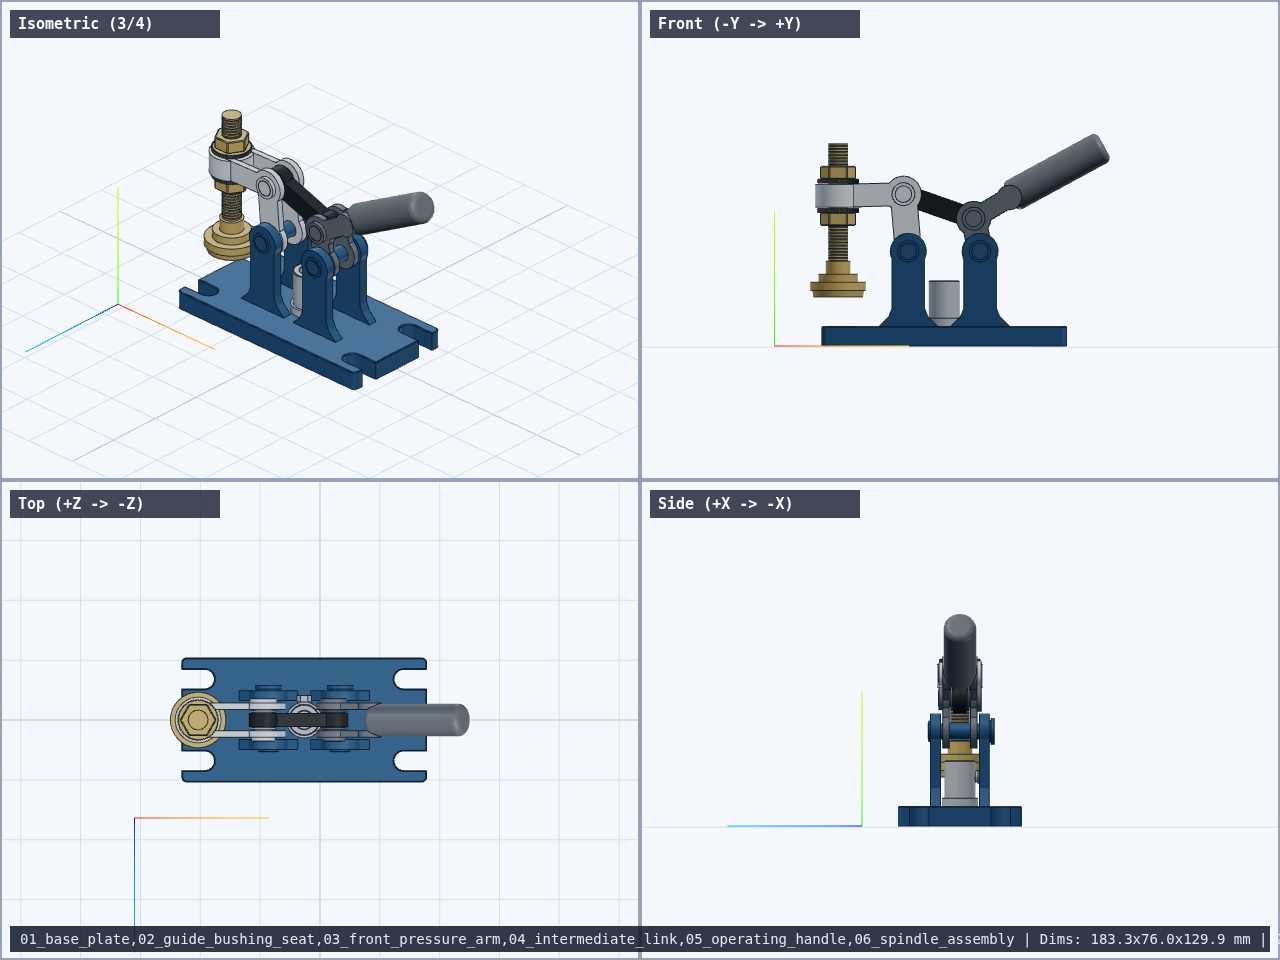 Isometric (3/4)
Front (-Y -> +Y)
Top (+Z -> -Z)
Side (+X -> -X)
01_base_plate,02_guide_bushing_seat,03_front_pressure_arm,04_intermediate_link,05_operating_handle,06_spindle_assembly | Dims: 183.3x76.0x129.9 mm |